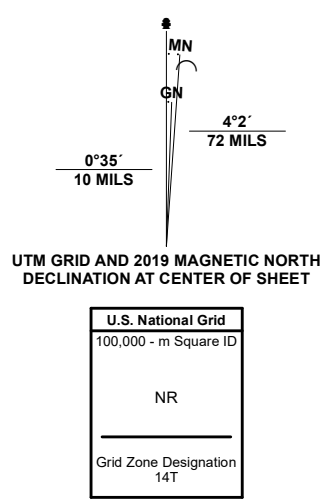 MN
GN
4°2´
72 MILS
0°35´
10 MILS
UTM GRID AND 2019 MAGNETIC NORTH
DECLINATION AT CENTER OF SHEET
U.S. National Grid
100,000 - m Square ID
NR
Grid Zone Designation
14T